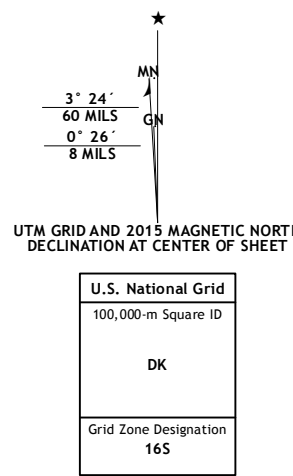 ★
MN
3° 24´
60 MILS
GN
0° 26´
8 MILS
UTM GRID AND 2015 MAGNETIC NORTH
DECLINATION AT CENTER OF SHEET
U.S. National Grid
100,000-m Square ID
DK
Grid Zone Designation
16S